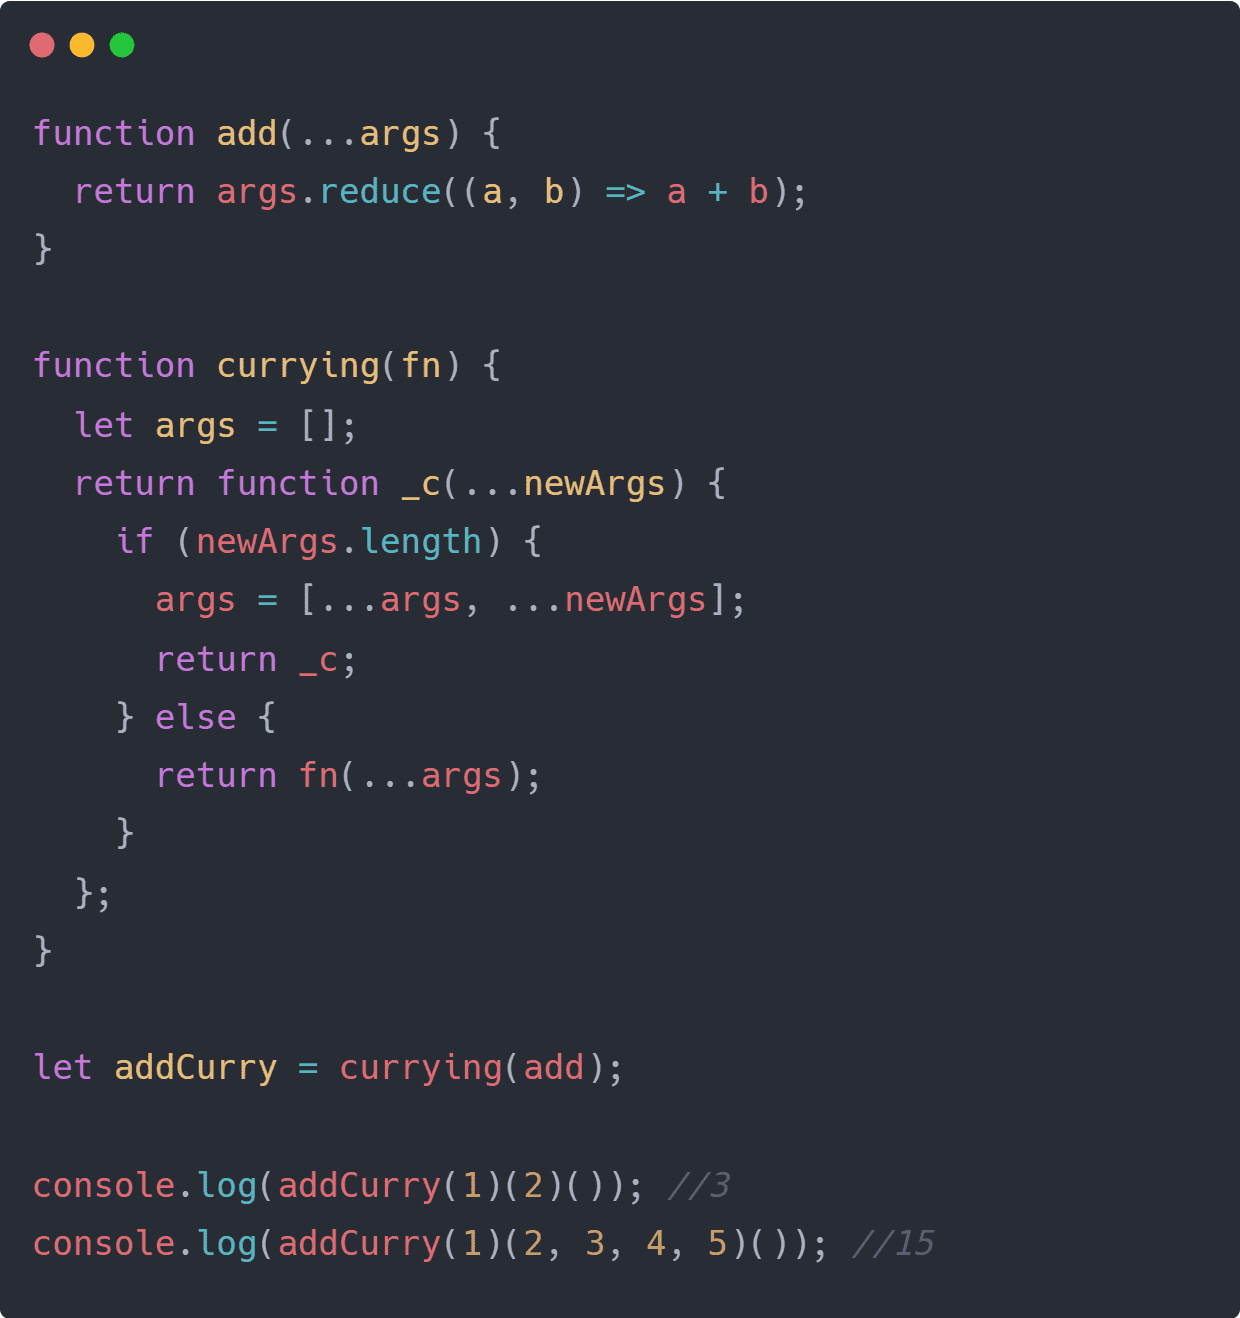 function add(...args) {
  return args.reduce((a, b) => a + b);
}

function currying(fn) {
  let args = [];
  return function _c(...newArgs) {
    if (newArgs.length) {
      args = [...args, ...newArgs];
      return _c;
    } else {
      return fn(...args);
    }
  };
}

let addCurry = currying(add);

console.log(addCurry(1)(2)()); //3
console.log(addCurry(1)(2, 3, 4, 5)()); //15